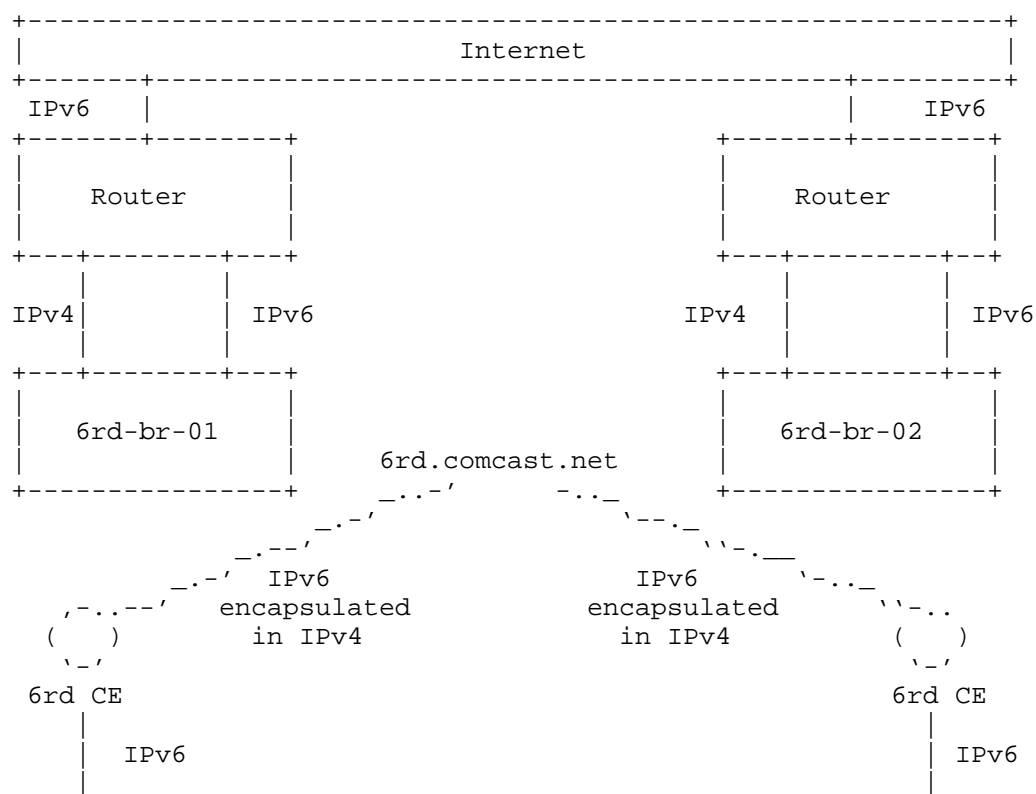 Internet
IPv6 IPv6
Router Router
IPv4 IPv6 IPv4 IPv6
6rd-br-01 6rd-br-02
6rd.comcast.net
IPv6 IPv6
encapsulated encapsulated
in IPv4 in IPv4
6rd CE 6rd CE
IPv6 IPv6